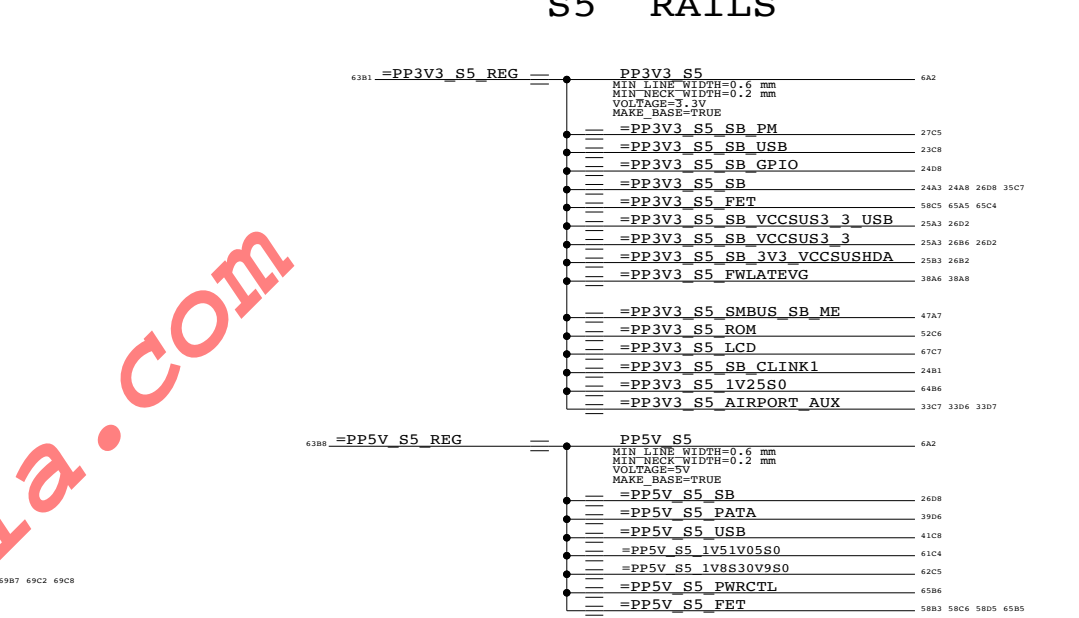 S5 RAILS
63B1 =PP3V3_S5_REG PP3V3_S5 6A2
MIN_LINE_WIDTH=0.6 mm
MIN_NECK_WIDTH=0.2 mm
VOLTAGE=3.3V
MAKE_BASE=TRUE
=PP3V3_S5_SB_PM 27C5
=PP3V3_S5_SB_USB 23C8
=PP3V3_S5_SB_GPIO 24D8
=PP3V3_S5_SB 24A3 24A8 26D8 35C7
=PP3V3_S5_FET 58C5 65A5 65C4
=PP3V3_S5_SB_VCCSUS3_3_USB 25A3 26D2
=PP3V3_S5_SB_VCCSUS3_3 25A3 26B6 26D2
=PP3V3_S5_SB_3V3_VCCSUSHDA 25B3 26B2
=PP3V3_S5_FWLATEVG 38A6 38A8
=PP3V3_S5_SMBUS_SB_ME 47A7
=PP3V3_S5_ROM 52C6
=PP3V3_S5_LCD 67C7
=PP3V3_S5_SB_CLINK1 24B1
=PP3V3_S5_1V25S0 64B6
=PP3V3_S5_AIRPORT_AUX 33C7 33D6 33D7
63B8 =PP5V_S5_REG PP5V_S5 6A2
MIN_LINE_WIDTH=0.6 mm
MIN_NECK_WIDTH=0.2 mm
VOLTAGE=5V
MAKE_BASE=TRUE
=PP5V_S5_SB 26D8
=PP5V_S5_PATA 39D6
=PP5V_S5_USB 41C8
=PP5V_S5_1V51V05S0 61C4
=PP5V_S5_1V8S30V9S0 62C5
=PP5V_S5_PWRCTL 65B6
=PP5V_S5_FET 58B3 58C6 58D5 65B5
69B7 69C2 69C8
a.com